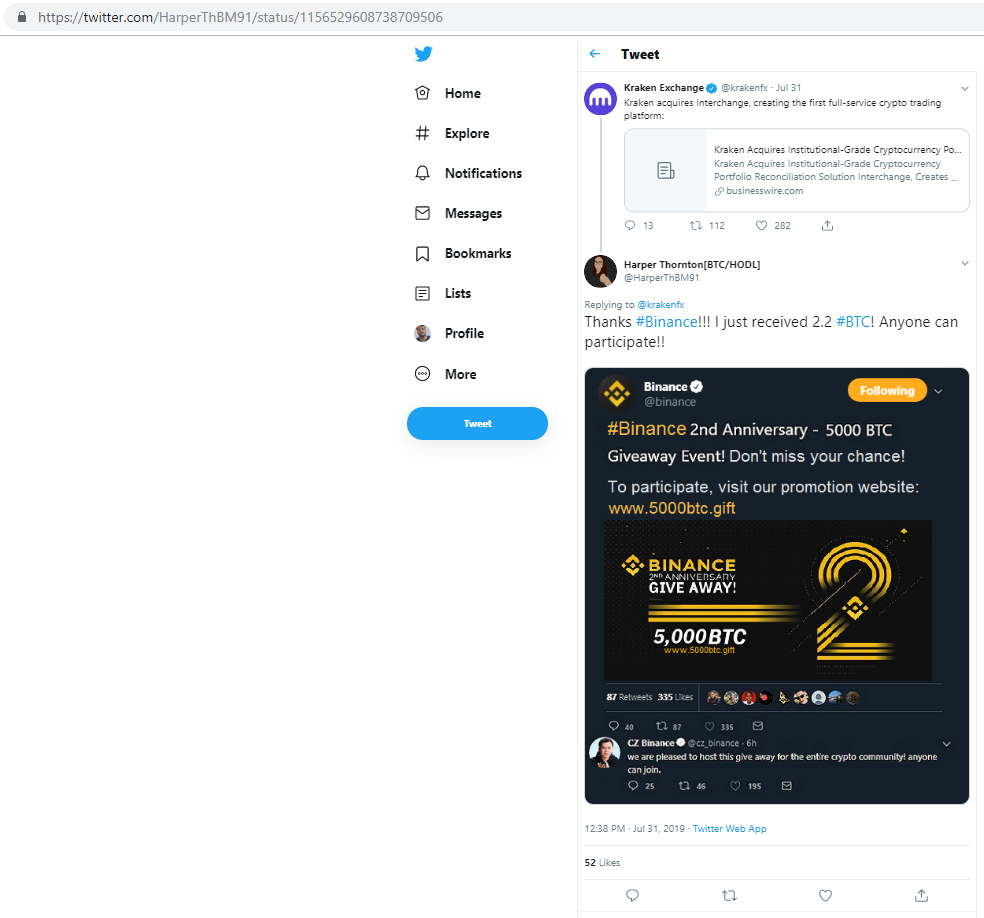 https://twitter.com/HarperThBM91/status/1156529608738709506
Home
Explore
Notifications
Messages
Bookmarks
Lists
Profile
More
Tweet
Tweet
Kraken Exchange @krakenfx · Jul 31
Kraken acquires Interchange, creating the first full-service crypto trading
platform:
Kraken Acquires Institutional-Grade Cryptocurrency Po...
Kraken Acquires Institutional-Grade Cryptocurrency
Portfolio Reconciliation Solution Interchange, Creates ...
businesswire.com
13 112 282
Harper Thornton[BTC/HODL]
@HarperThBM91
Replying to @krakenfx
Thanks #Binance!!! I just received 2.2 #BTC! Anyone can
participate!!
Binance
@binance
Following
#Binance 2nd Anniversary - 5000 BTC
Giveaway Event! Don't miss your chance!
To participate, visit our promotion website:
www.5000btc.gift
BINANCE
2ND ANNIVERSARY
GIVE AWAY!
5,000BTC
www.5000btc.gift
2
87 Retweets 335 Likes
40 87 335
CZ Binance @cz_binance · 6h
we are pleased to host this give away for the entire crypto community! anyone
can join.
25 46 195
12:38 PM · Jul 31, 2019 · Twitter Web App
52 Likes